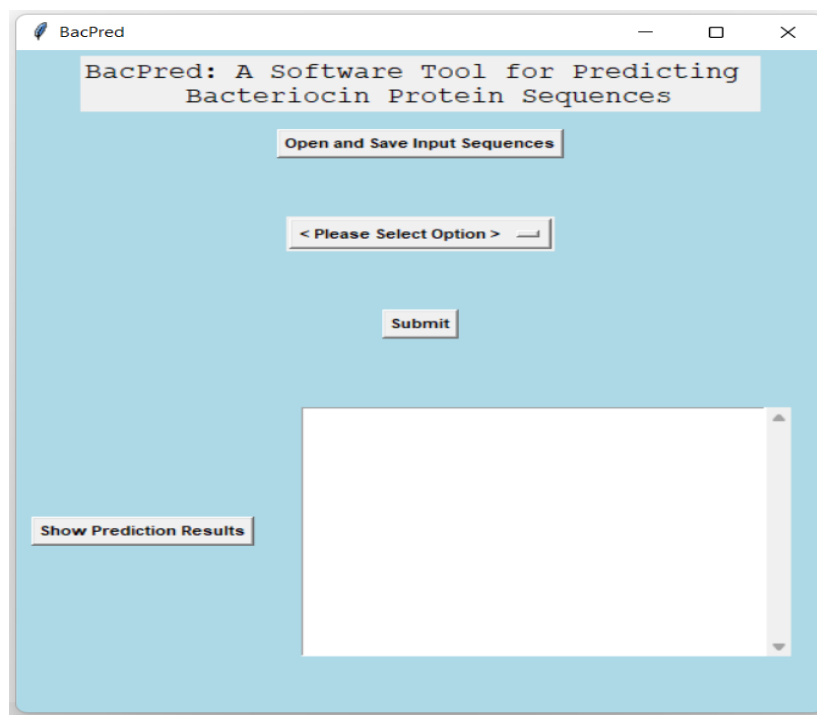 BacPred
BacPred: A Software Tool for Predicting
Bacteriocin Protein Sequences
Open and Save Input Sequences
< Please Select Option >
Submit
Show Prediction Results